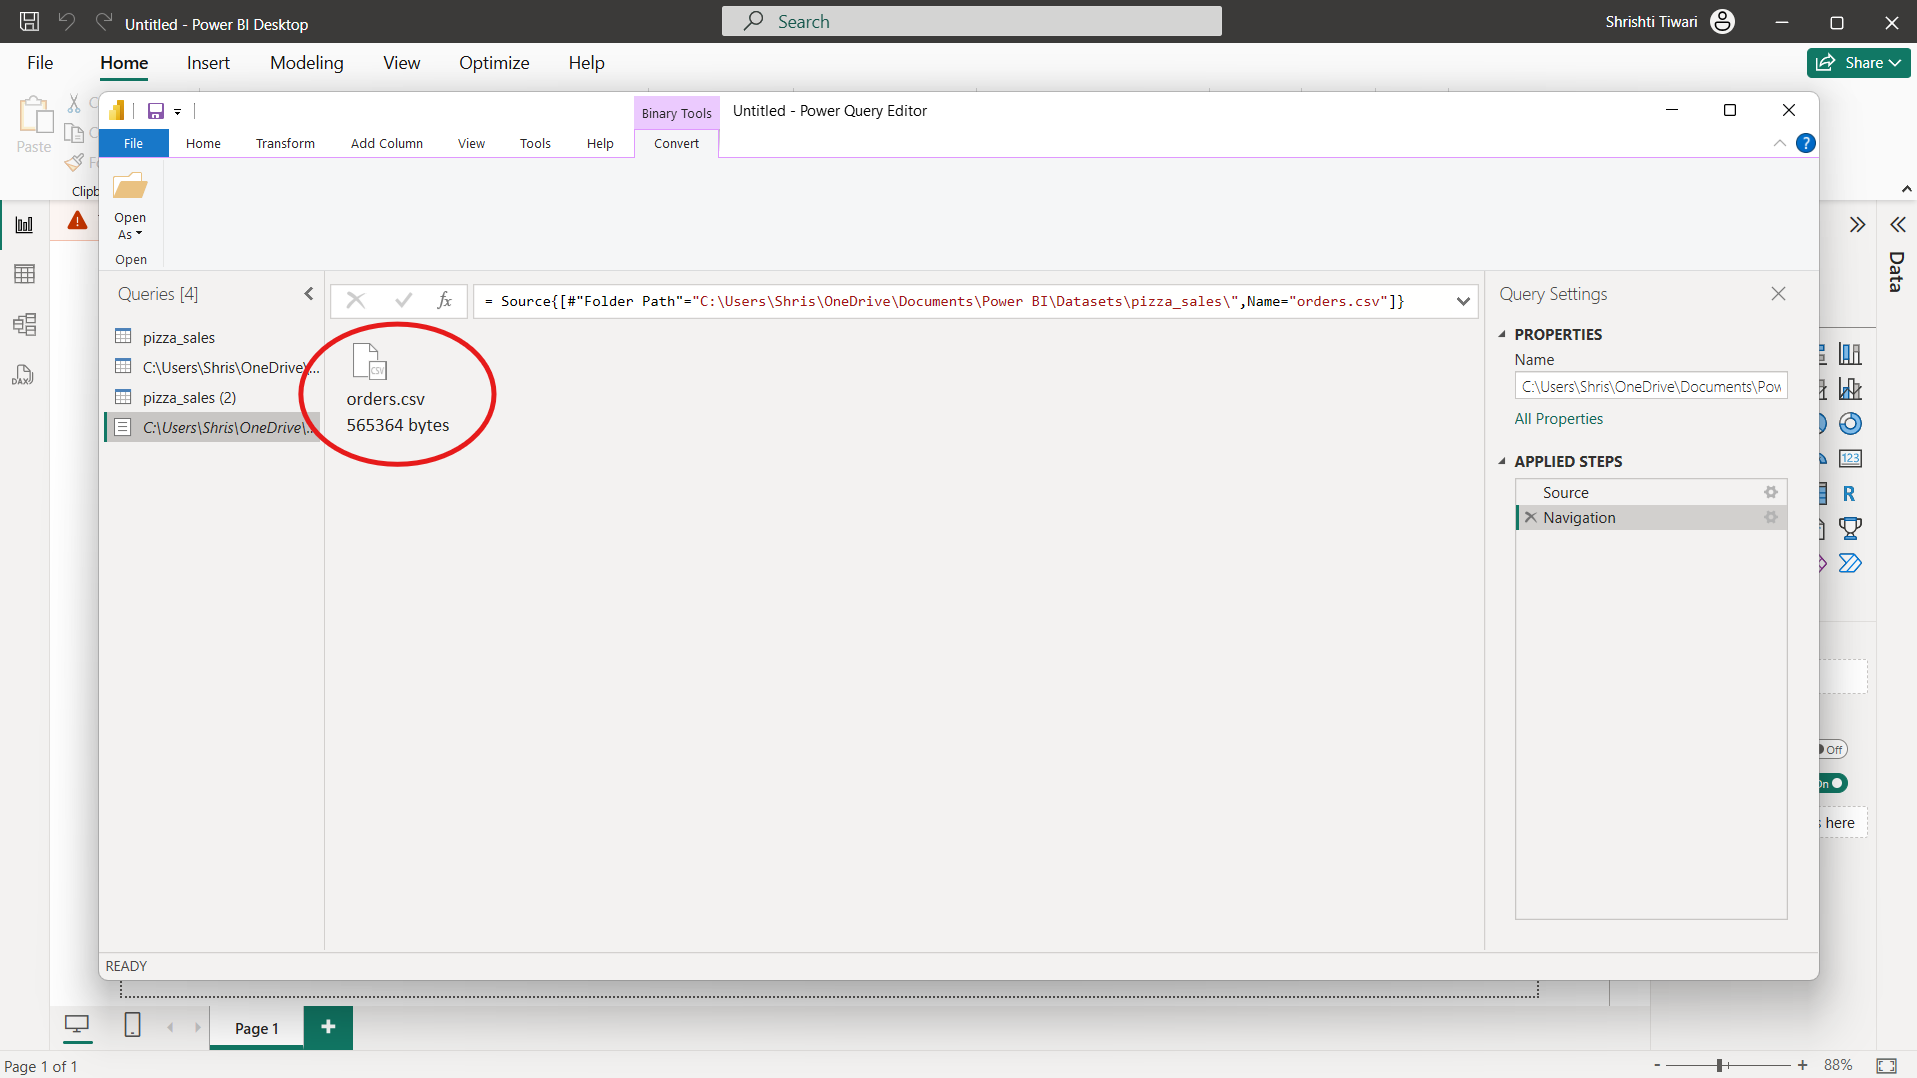 Untitled - Power BI Desktop
Search
Shrishti Tiwari
File
Home
Insert
Modeling
View
Optimize
Help
Share
Paste
Clipb
Binary Tools
Untitled - Power Query Editor
File
Home
Transform
Add Column
View
Tools
Help
Convert
?
Open
As
Open
Queries [4]
pizza_sales
C:\Users\Shris\OneDrive\...
pizza_sales (2)
C:\Users\Shris\OneDrive\...
fx
= Source{[#"Folder Path"="C:\Users\Shris\OneDrive\Documents\Power BI\Datasets\pizza_sales\",Name="orders.csv"]}
CSV
orders.csv
565364 bytes
Query Settings
PROPERTIES
Name
C:\Users\Shris\OneDrive\Documents\Pow
All Properties
APPLIED STEPS
Source
Navigation
Data
DAX
123
R
Off
On
s here
READY
Page 1
Page 1 of 1
- + 88%